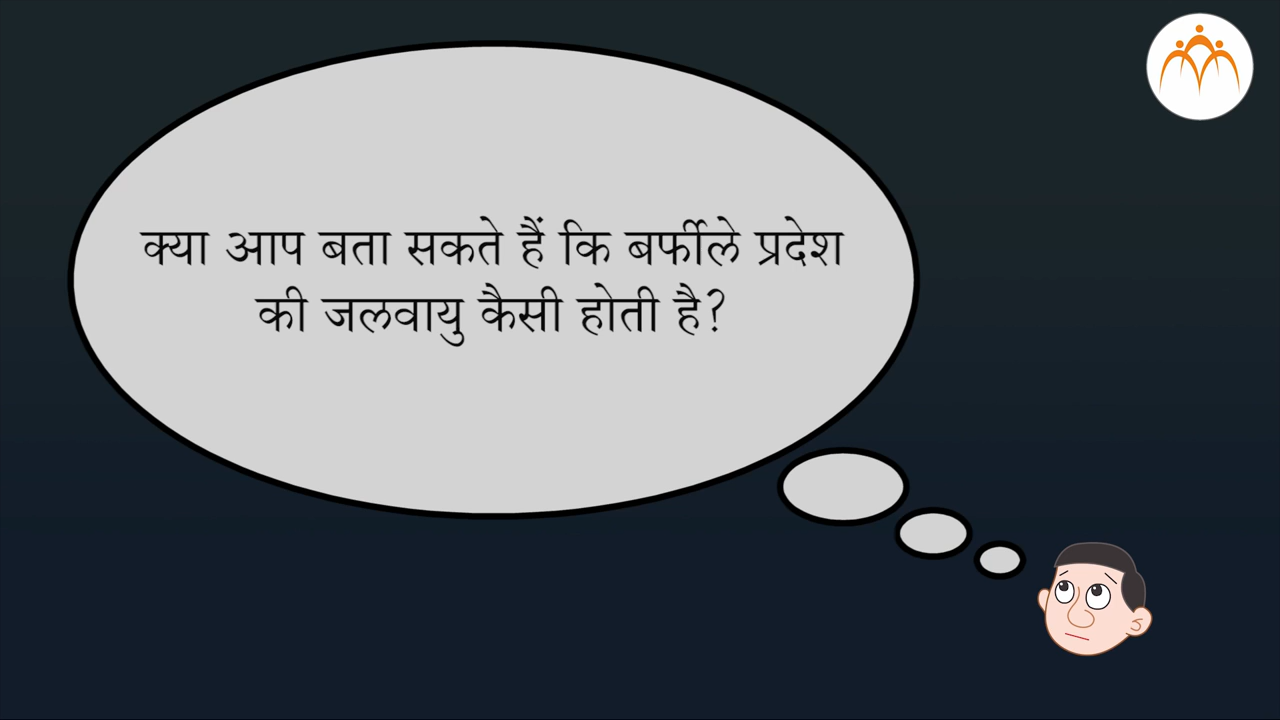 क्या आप बता सकते हैं कि बर्फीले प्रदेश
की जलवायु कैसी होती है?